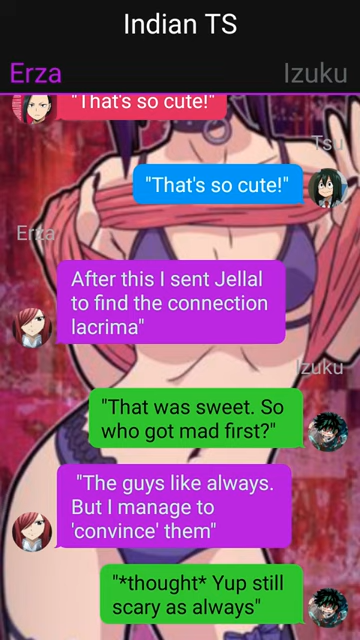 Indian TS
Erza
Izuku
"That's so cute!"
Tsu
"That's so cute!"
Erza
After this I sent Jellal
to find the connection
lacrima"
Izuku
"That was sweet. So
who got mad first?"
"The guys like always.
But I manage to
'convince' them"
"*thought* Yup still
scary as always"